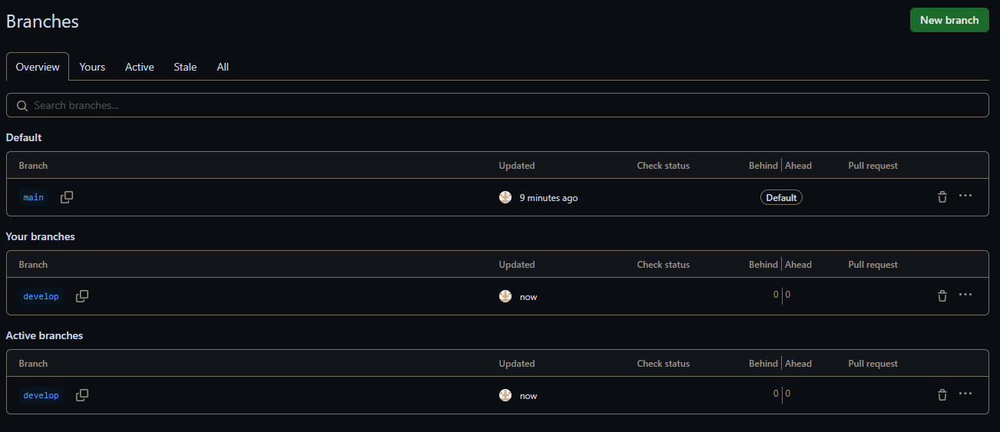 Branches
New branch
Overview Yours Active Stale All
Search branches...
Default
Branch Updated Check status Behind Ahead Pull request
main 9 minutes ago Default
Your branches
Branch Updated Check status Behind Ahead Pull request
develop now 0 0
Active branches
Branch Updated Check status Behind Ahead Pull request
develop now 0 0